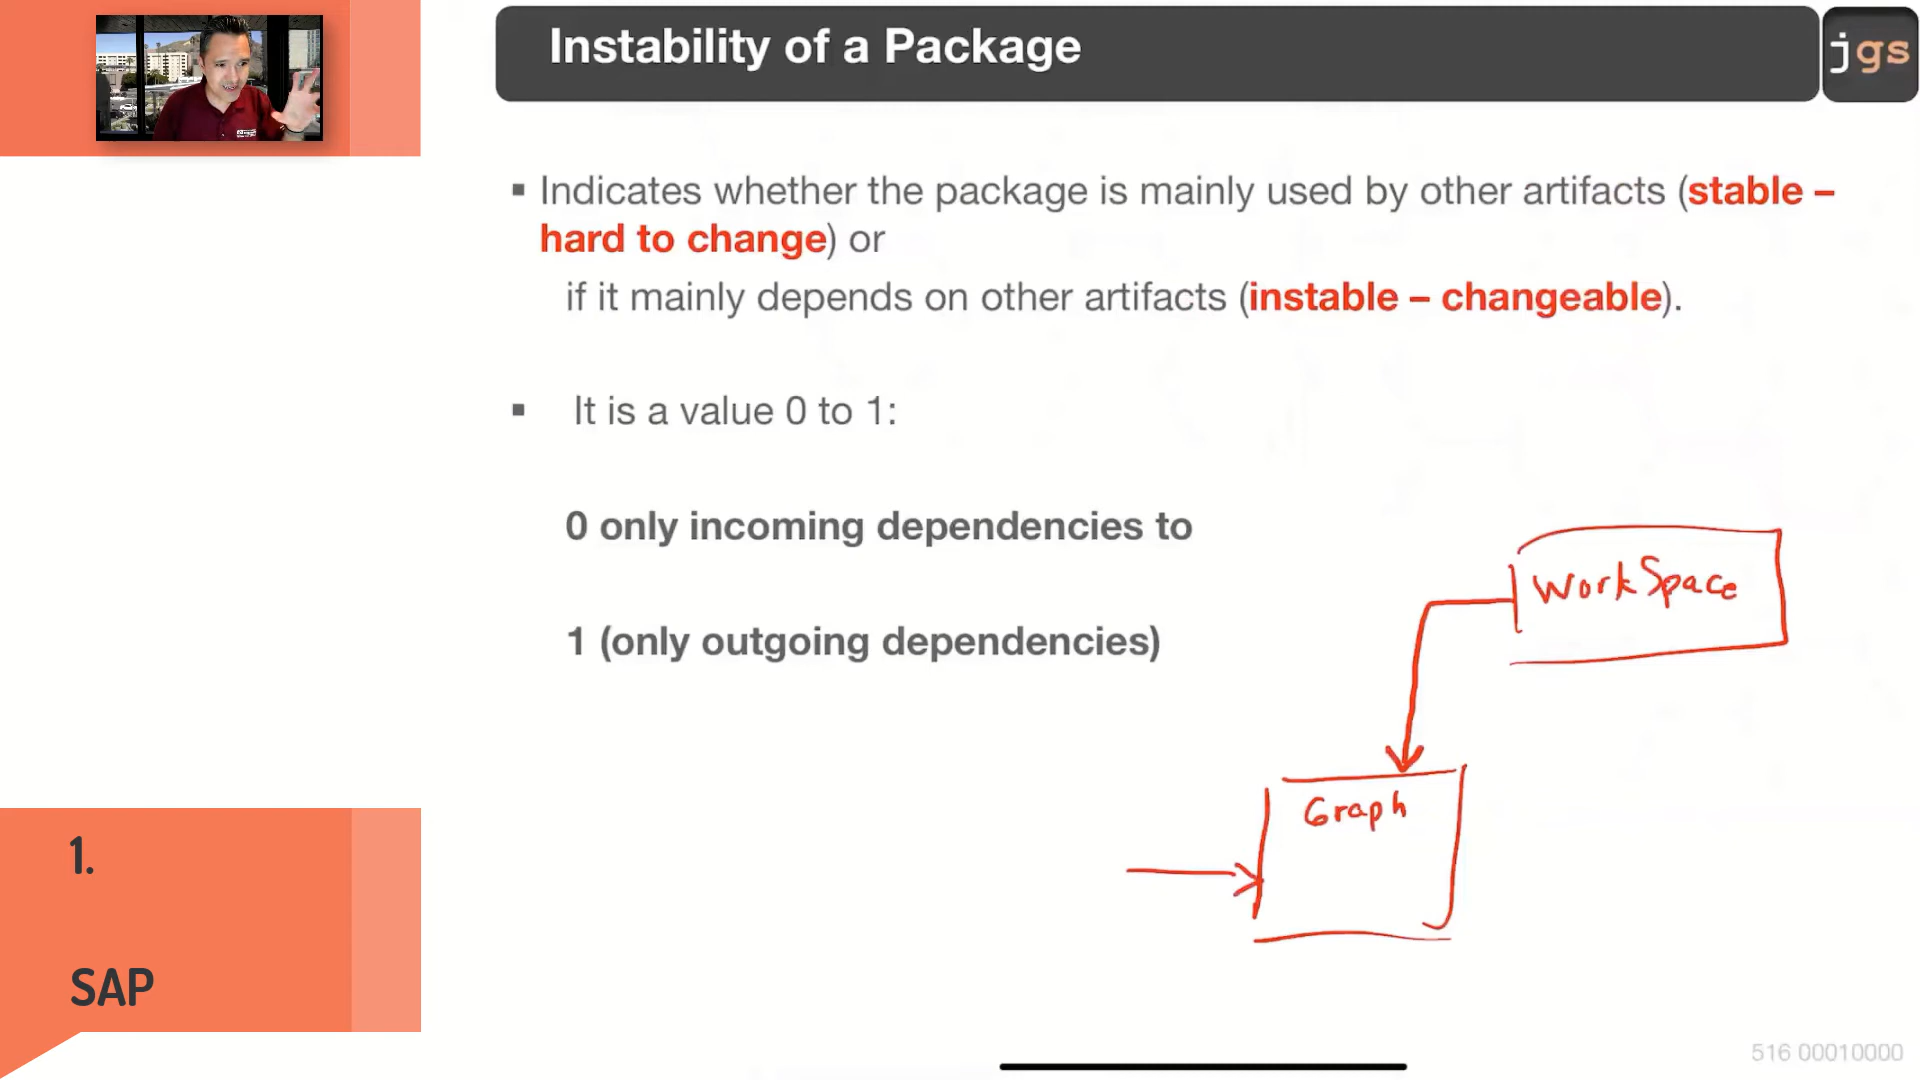 Instability of a Package
jgs
▪ Indicates whether the package is mainly used by other artifacts (stable –
hard to change) or
if it mainly depends on other artifacts (instable – changeable).
▪ It is a value 0 to 1:
0 only incoming dependencies to
WorkSpace
1 (only outgoing dependencies)
Graph
1.
SAP
516 00010000